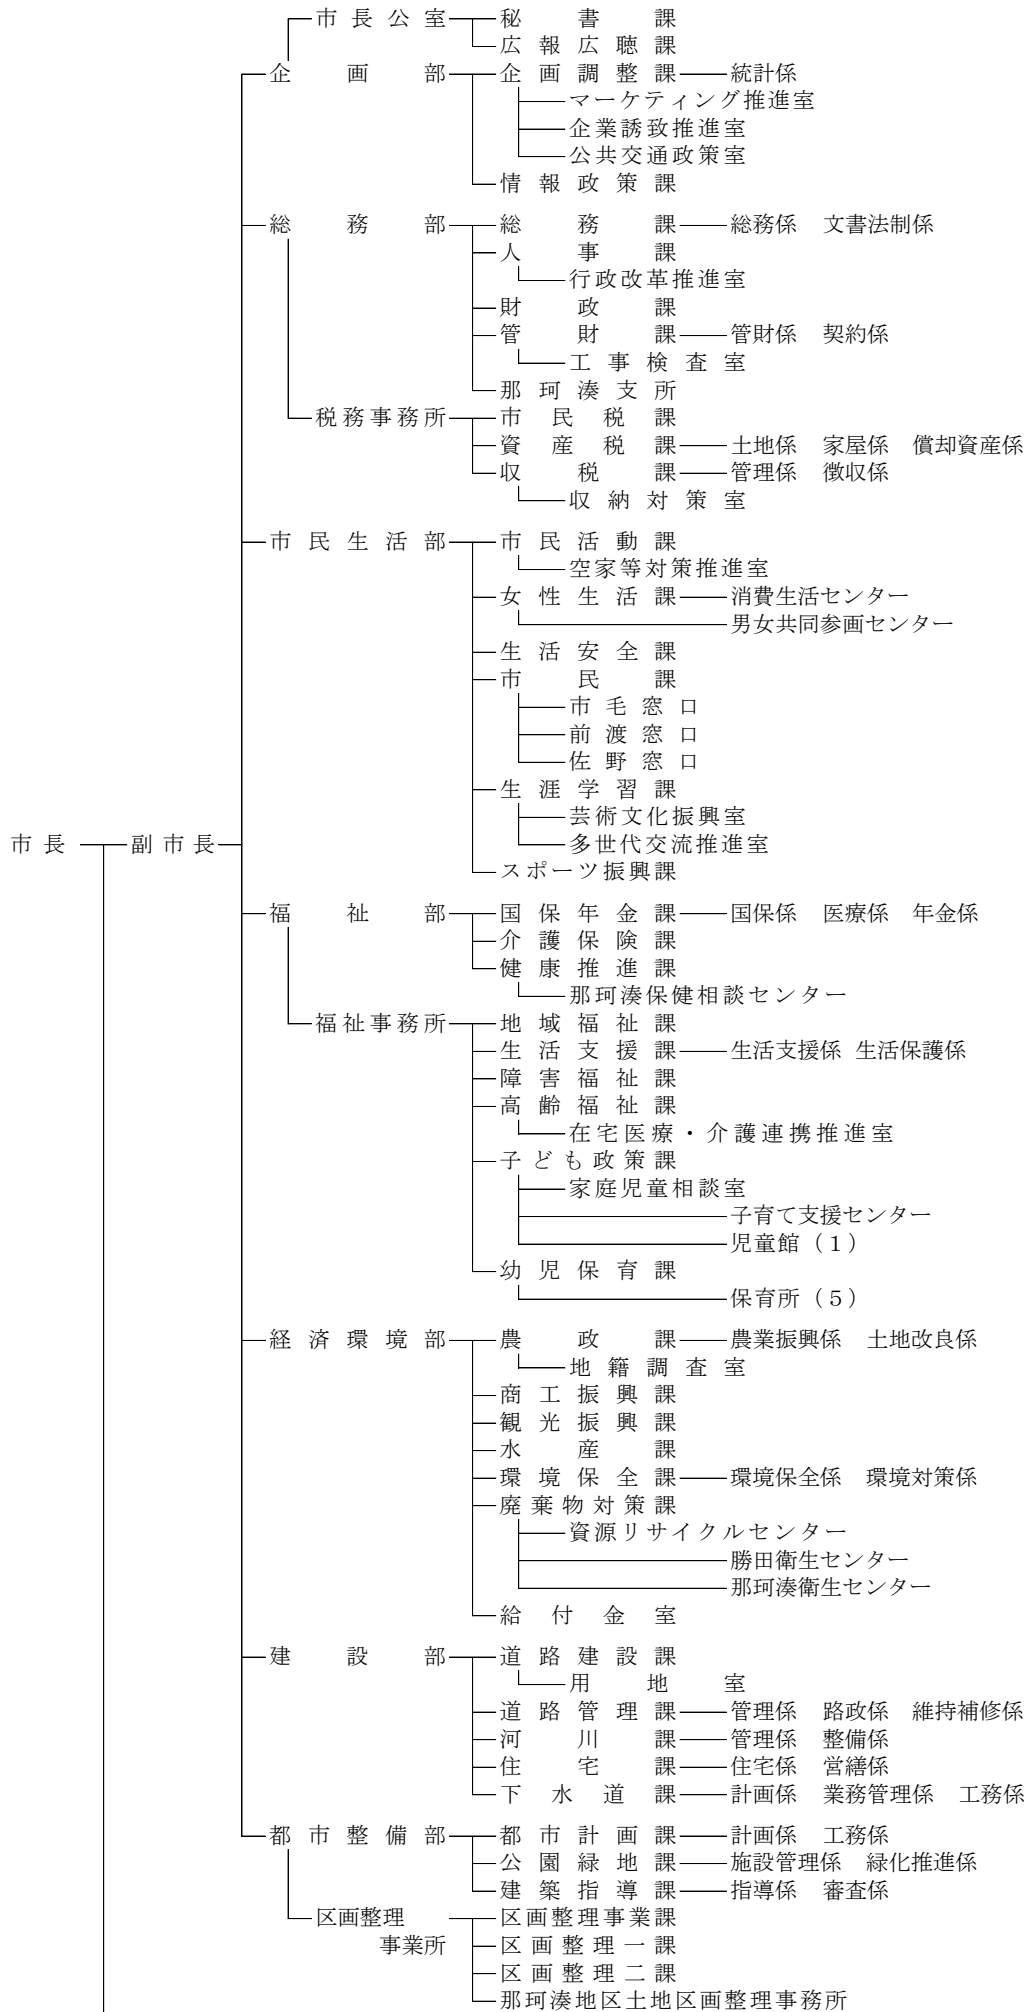 市長公室 秘書課
広報広聴課
企画部 企画調整課 統計係
マーケティング推進室
企業誘致推進室
公共交通政策室
情報政策課
総務部 総務課 総務係 文書法制係
人事課
行政改革推進室
財政課
管財課 管財係 契約係
工事検査室
那珂湊支所
税務事務所 市民税課
資産税課 土地係 家屋係 償却資産係
収税課 管理係 徴収係
収納対策室
市民生活部 市民活動課
空家等対策推進室
女性生活課 消費生活センター
男女共同参画センター
生活安全課
市民課
市毛窓口
前渡窓口
佐野窓口
生涯学習課
芸術文化振興室
市長 副市長 多世代交流推進室
スポーツ振興課
福祉部 国保年金課 国保係 医療係 年金係
介護保険課
健康推進課
那珂湊保健相談センター
福祉事務所 地域福祉課
生活支援課 生活支援係 生活保護係
障害福祉課
高齢福祉課
在宅医療・介護連携推進室
子ども政策課
家庭児童相談室
子育て支援センター
児童館（１）
幼児保育課
保育所（５）
経済環境部 農政課 農業振興係 土地改良係
地籍調査室
商工振興課
観光振興課
水産課
環境保全課 環境保全係 環境対策係
廃棄物対策課
資源リサイクルセンター
勝田衛生センター
那珂湊衛生センター
給付金室
建設部 道路建設課
用地室
道路管理課 管理係 路政係 維持補修係
河川課 管理係 整備係
住宅課 住宅係 営繕係
下水道課 計画係 業務管理係 工務係
都市整備部 都市計画課 計画係 工務係
公園緑地課 施設管理係 緑化推進係
建築指導課 指導係 審査係
区画整理 区画整理事業課
事業所 区画整理一課
区画整理二課
那珂湊地区土地区画整理事務所